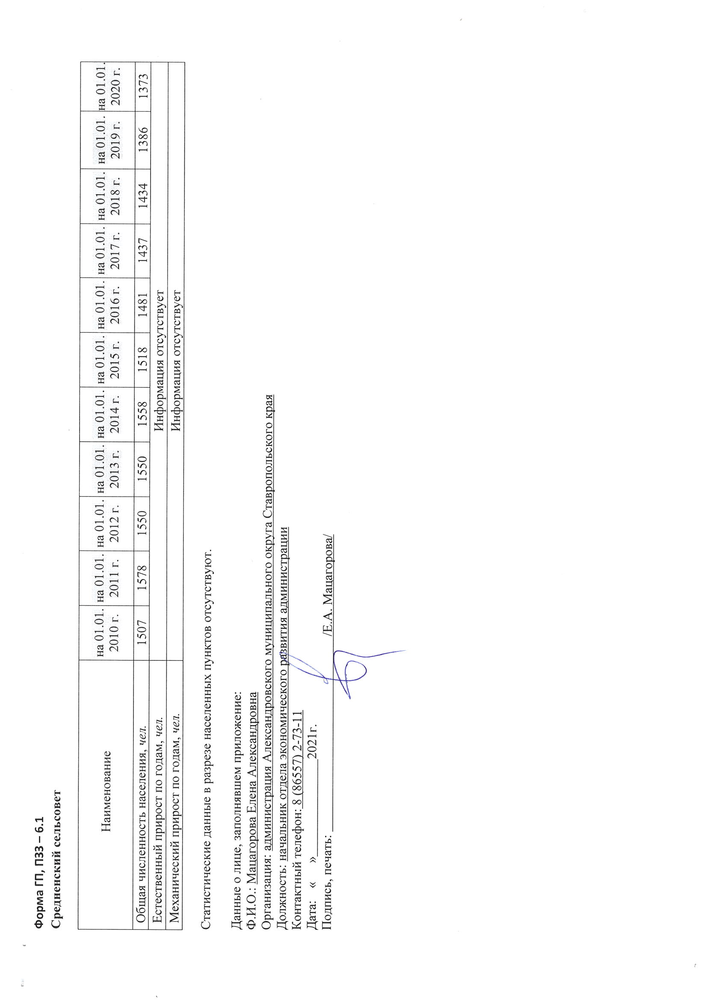 Форма ГП, ПЗЗ – 6.1
Средненский сельсовет
Наименование
на 01.01. 2010 г.
на 01.01. 2011 г.
на 01.01. 2012 г.
на 01.01. 2013 г.
на 01.01. 2014 г.
на 01.01. 2015 г.
на 01.01. 2016 г.
на 01.01. 2017 г.
на 01.01. 2018 г.
на 01.01. 2019 г.
на 01.01. 2020 г.
Общая численность населения, чел. 1507 1578 1550 1550 1558 1518 1481 1437 1434 1386 1373
Естественный прирост по годам, чел. Информация отсутствует
Механический прирост по годам, чел. Информация отсутствует
Статистические данные в разрезе населенных пунктов отсутствуют.
Данные о лице, заполнявшем приложение:
Ф.И.О.: Мацагорова Елена Александровна
Организация: администрация Александровского муниципального округа Ставропольского края
Должность: начальник отдела экономического развития администрации
Контактный телефон: 8 (86557) 2-73-11
Дата: « » 2021г.
Подпись, печать: /Е.А. Мацагорова/